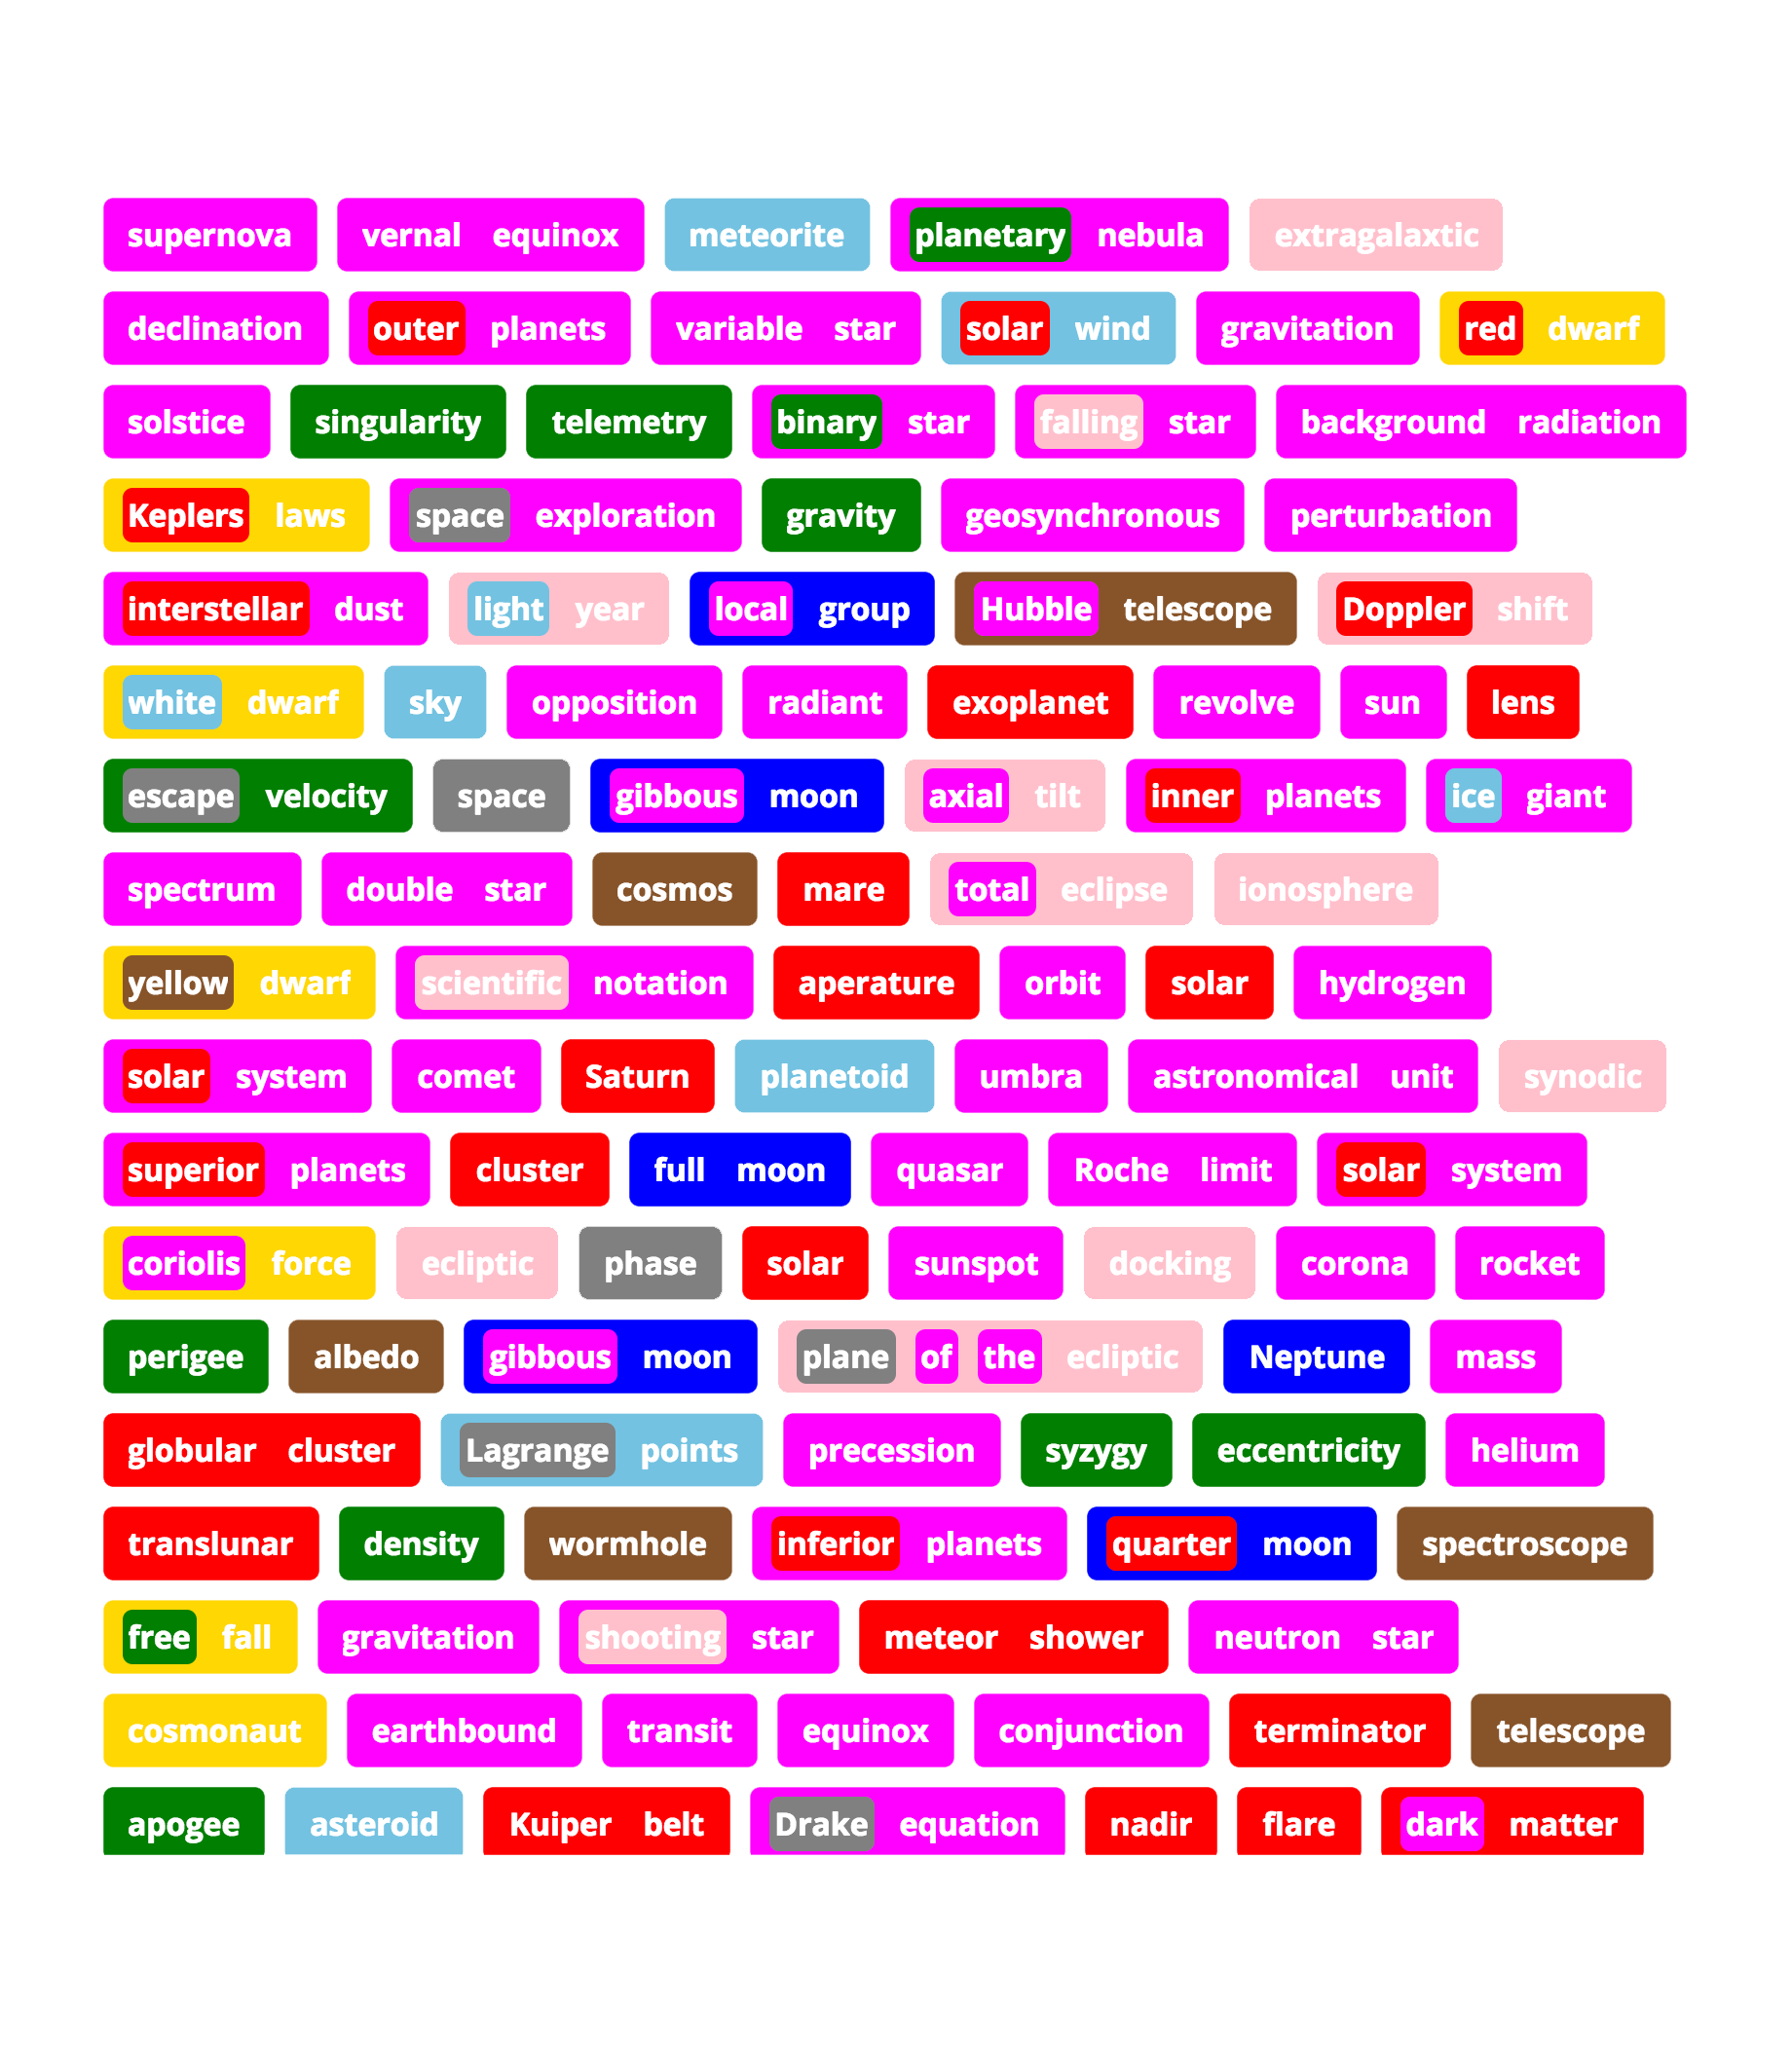 supernova vernal equinox meteorite planetary nebula extragalaxtic
declination outer planets variable star solar wind gravitation red dwarf
solstice singularity telemetry binary star falling star background radiation
Keplers laws space exploration gravity geosynchronous perturbation
interstellar dust light year local group Hubble telescope Doppler shift
white dwarf sky opposition radiant exoplanet revolve sun lens
escape velocity space gibbous moon axial tilt inner planets ice giant
spectrum double star cosmos mare total eclipse ionosphere
yellow dwarf scientific notation aperature orbit solar hydrogen
solar system comet Saturn planetoid umbra astronomical unit synodic
superior planets cluster full moon quasar Roche limit solar system
coriolis force ecliptic phase solar sunspot docking corona rocket
perigee albedo gibbous moon plane of the ecliptic Neptune mass
globular cluster Lagrange points precession syzygy eccentricity helium
translunar density wormhole inferior planets quarter moon spectroscope
free fall gravitation shooting star meteor shower neutron star
cosmonaut earthbound transit equinox conjunction terminator telescope
apogee asteroid Kuiper belt Drake equation nadir flare dark matter